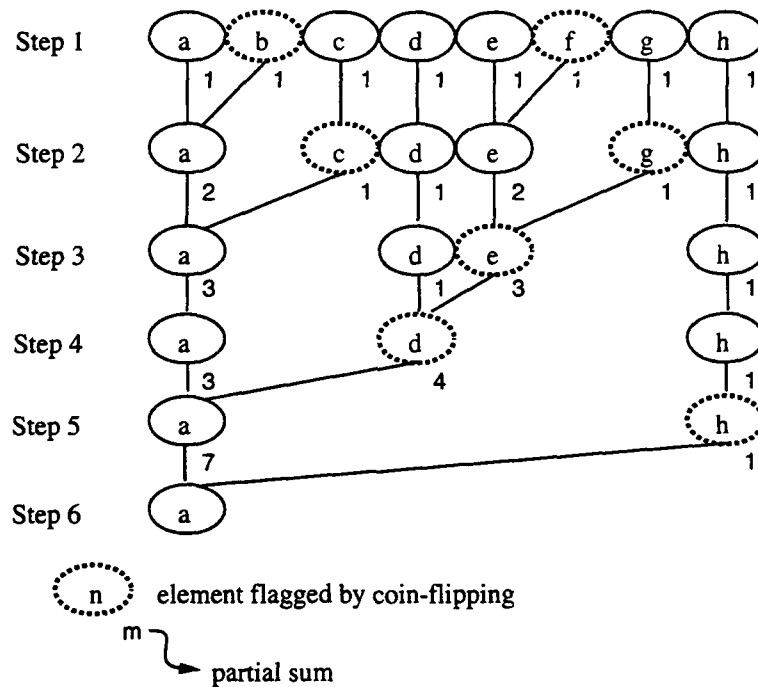 Step 1 a b c d e f g h
1 1 1 1 1 1 1 1
Step 2 a c d e g h
2 1 1 2 1 1
Step 3 a d e h
3 1 3 1
Step 4 a d h
3 4 1
Step 5 a h
7 1
Step 6 a
n element flagged by coin-flipping
m
partial sum